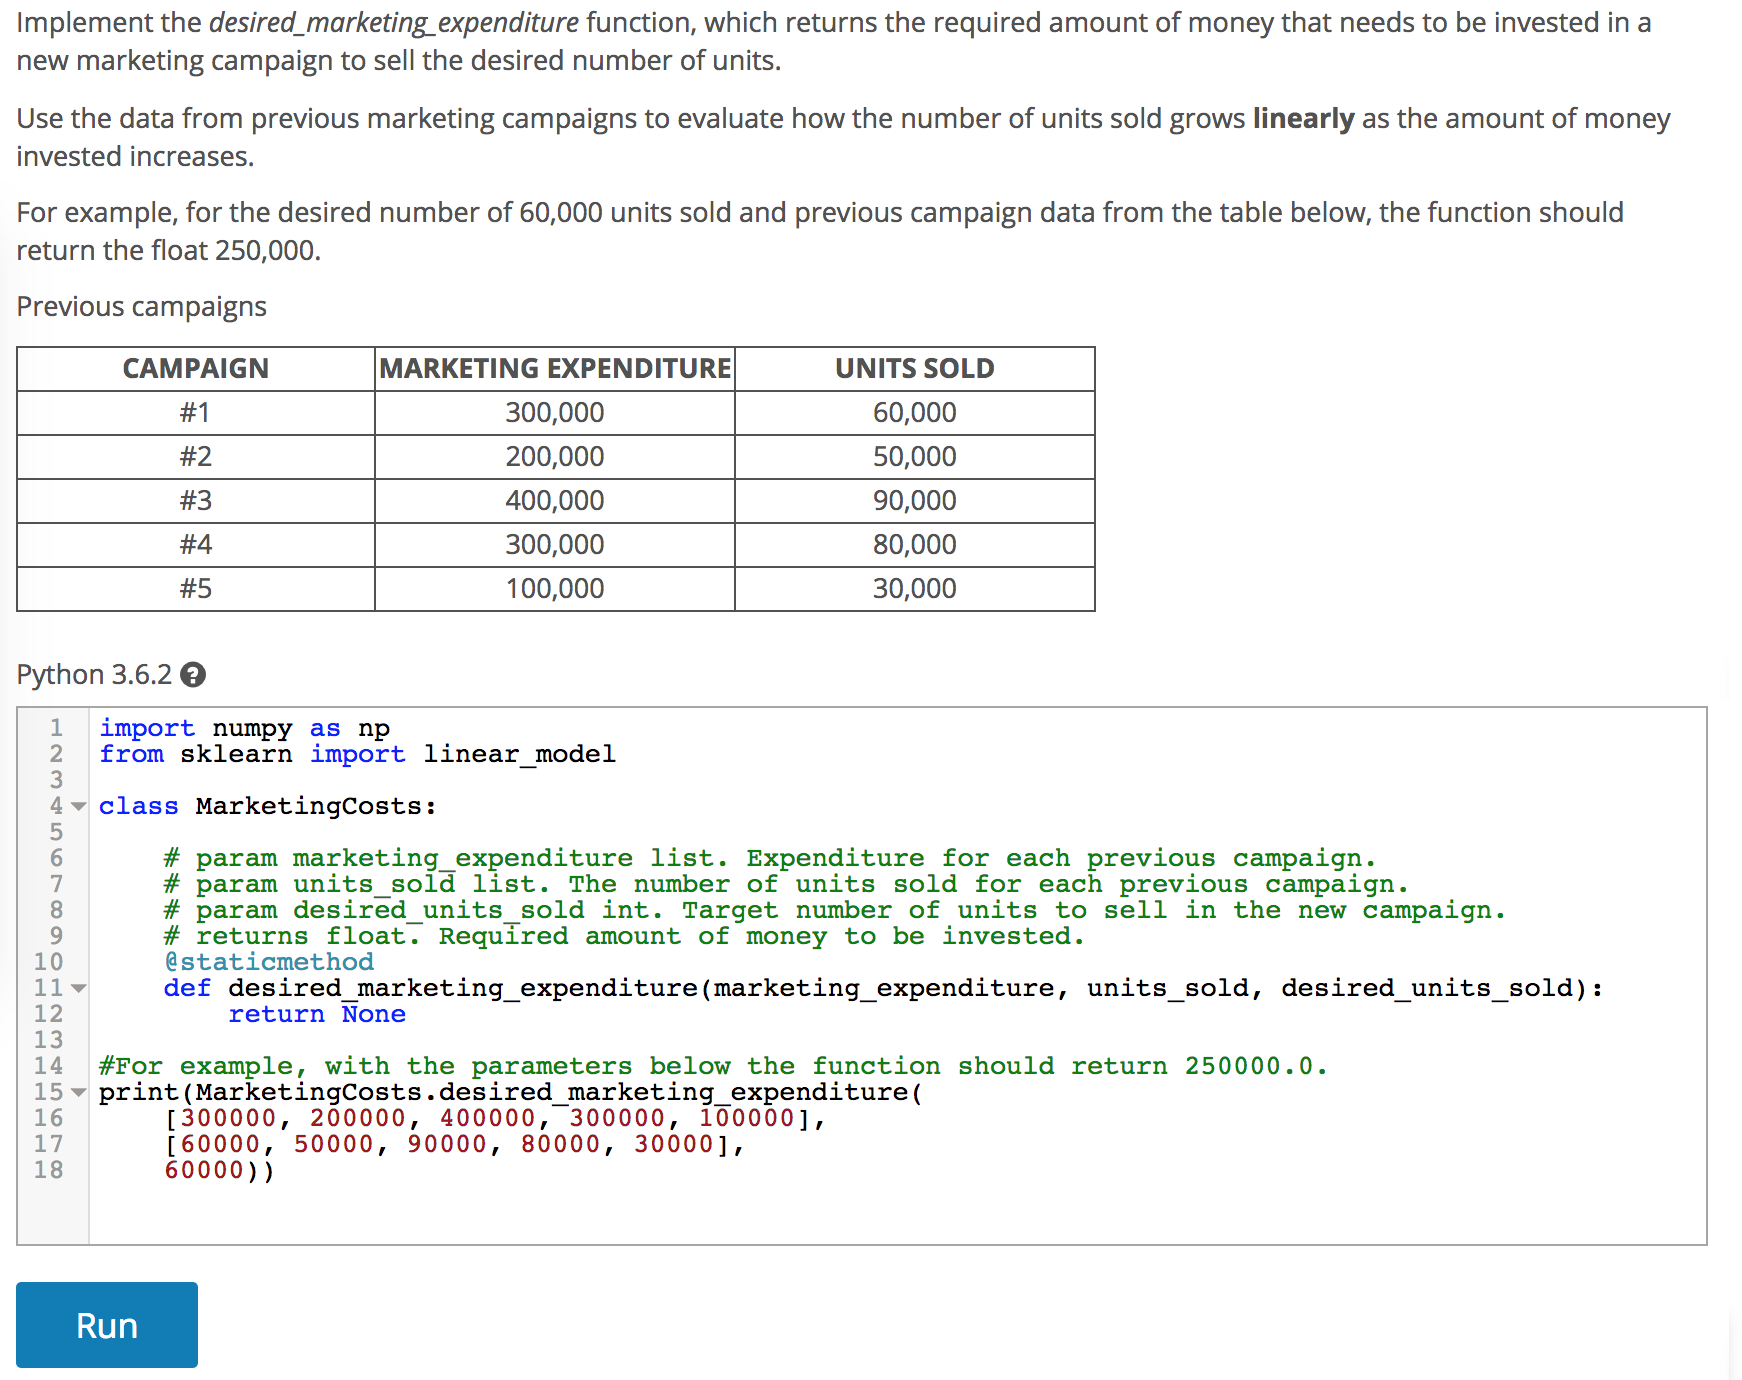 Implement the desired_marketing_expenditure function, which returns the required amount of money that needs to be invested in a
new marketing campaign to sell the desired number of units.
Use the data from previous marketing campaigns to evaluate how the number of units sold grows linearly as the amount of money
invested increases.
For example, for the desired number of 60,000 units sold and previous campaign data from the table below, the function should
return the float 250,000.
Previous campaigns
CAMPAIGN MARKETING EXPENDITURE UNITS SOLD
#1 300,000 60,000
#2 200,000 50,000
#3 400,000 90,000
#4 300,000 80,000
#5 100,000 30,000
Python 3.6.2 ?
1 import numpy as np
2 from sklearn import linear_model
3
4 class MarketingCosts:
5
6     # param marketing_expenditure list. Expenditure for each previous campaign.
7     # param units_sold list. The number of units sold for each previous campaign.
8     # param desired_units_sold int. Target number of units to sell in the new campaign.
9     # returns float. Required amount of money to be invested.
10     @staticmethod
11     def desired_marketing_expenditure(marketing_expenditure, units_sold, desired_units_sold):
12         return None
13
14 #For example, with the parameters below the function should return 250000.0.
15 print(MarketingCosts.desired_marketing_expenditure(
16     [300000, 200000, 400000, 300000, 100000],
17     [60000, 50000, 90000, 80000, 30000],
18     60000))
Run